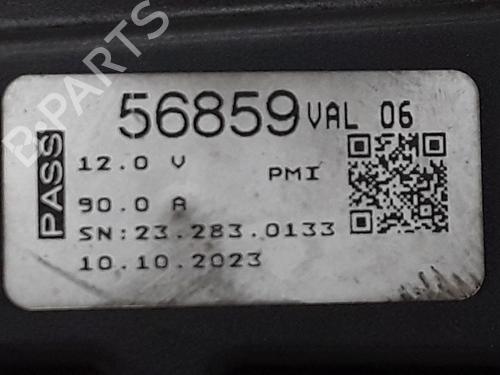 B-PARTS
56859 VAL 06
PASS
12.0 V PMI
90.0 A
SN:23.283.0133
10.10.2023